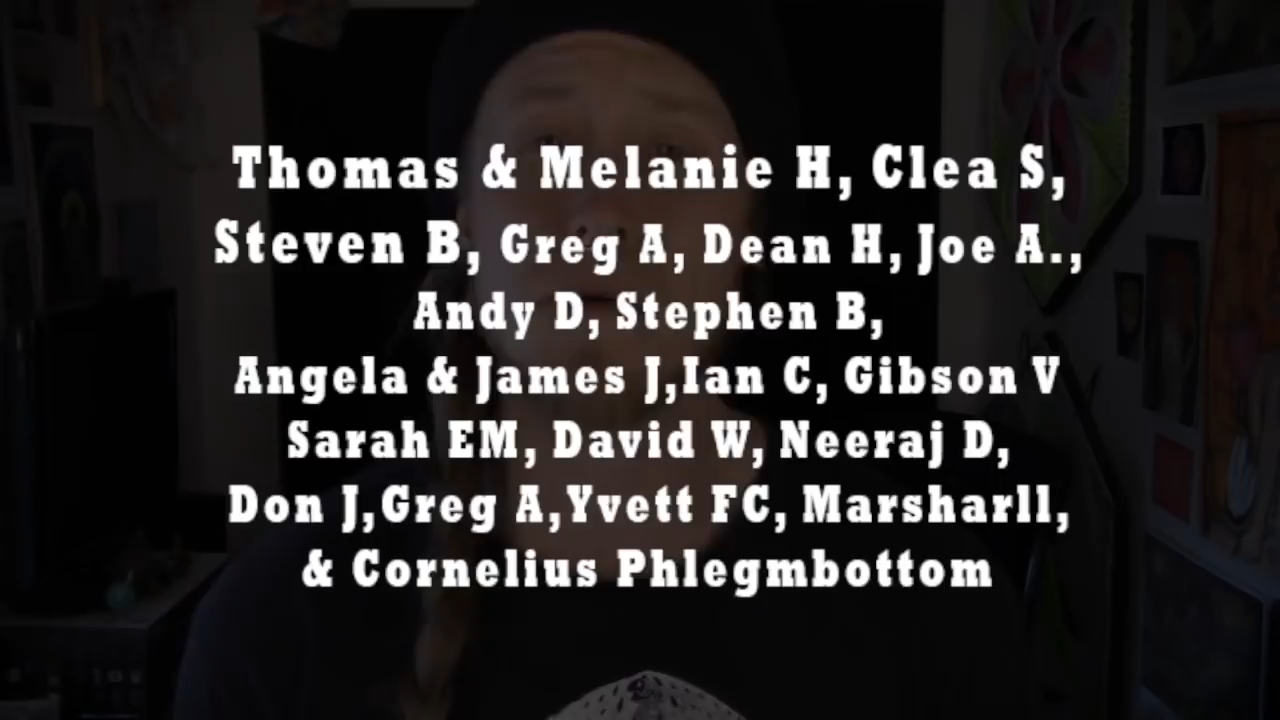 Thomas & Melanie H, Clea S,
Steven B, Greg A, Dean H, Joe A.,
Andy D, Stephen B,
Angela & James J,Ian C, Gibson V
Sarah EM, David W, Neeraj D,
Don J,Greg A,Yvett FC, Marsharll,
& Cornelius Phlegmbottom